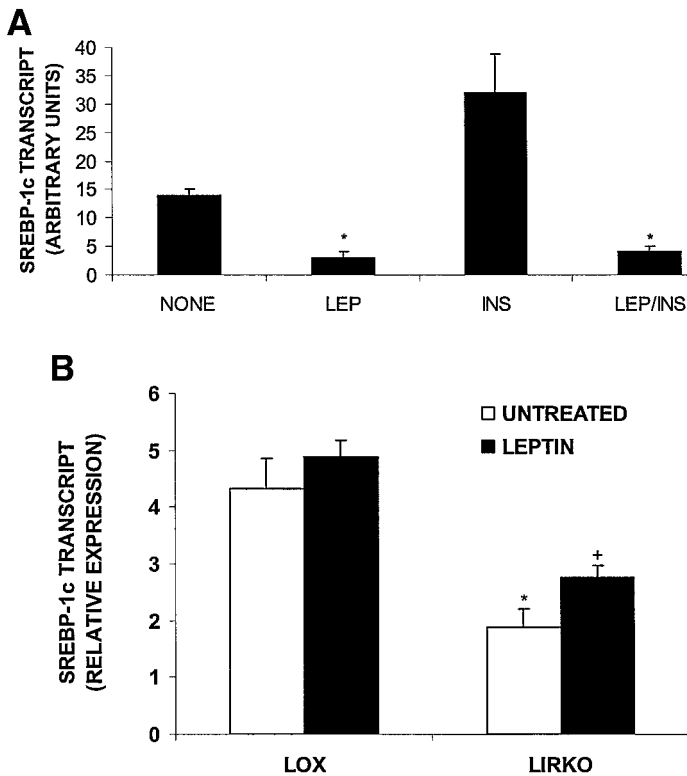 A
SREBP-1c TRANSCRIPT
(ARBITRARY UNITS)
40
35
30
25
20
15
10
5
0
*
*
NONE LEP INS LEP/INS
B
SREBP-1c TRANSCRIPT
(RELATIVE EXPRESSION)
6
5
4
3
2
1
0
UNTREATED
LEPTIN
*
+
LOX LIRKO